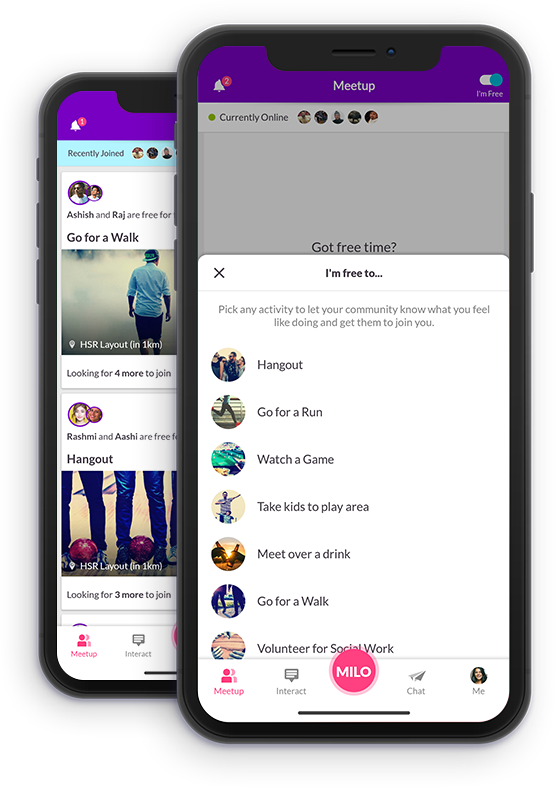 1
Recently Joined
Ashish and Raj are free for
Go for a Walk
HSR Layout (in 1km)
Looking for 4 more to join
Rashmi and Aashi are free
Hangout
HSR Layout (in 1km)
Looking for 3 more to join
Meetup
Interact
2
Meetup
I'm Free
Currently Online
Got free time?
I'm free to...
Pick any activity to let your community know what you feel
like doing and get them to join you.
Hangout
Go for a Run
Watch a Game
Take kids to play area
Meet over a drink
Go for a Walk
Volunteer for Social Work
Meetup
Interact
MILO
Chat
Me